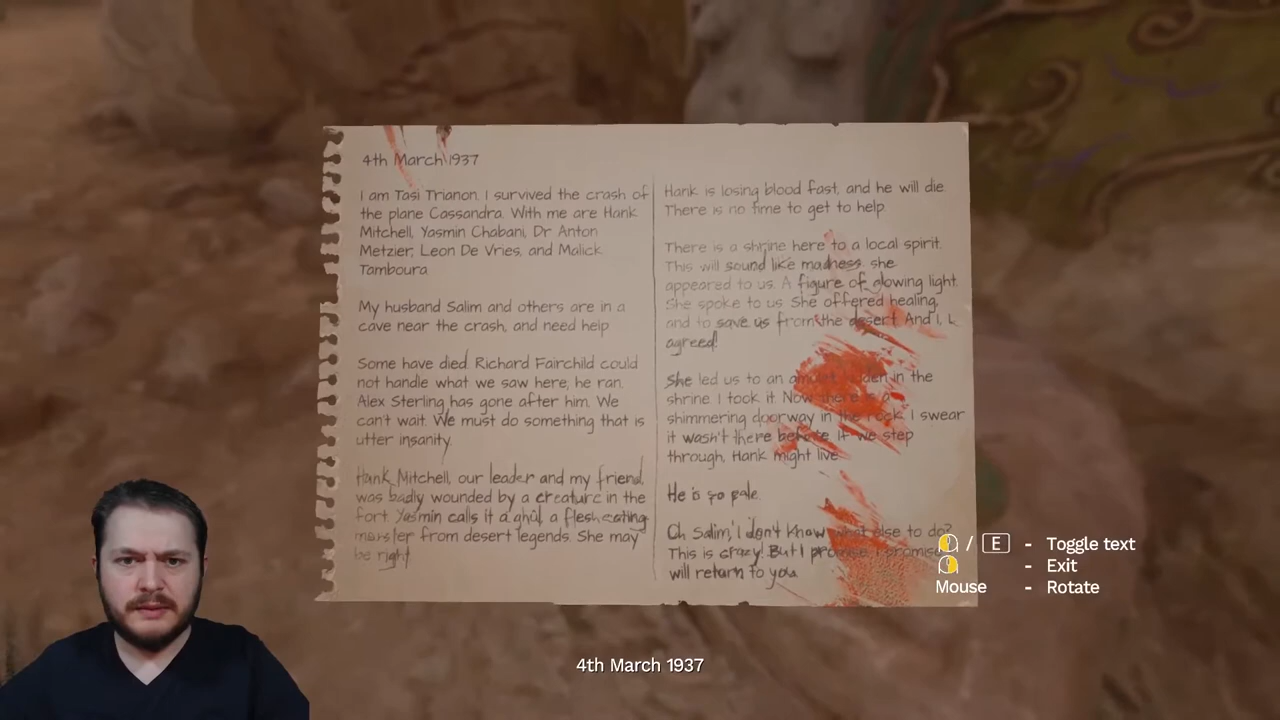 4th March 1937
I am Tasi Trianon. I survived the crash of
the plane Cassandra. With me are Hank
Mitchell, Yasmin Chabani, Dr Anton
Metzier, Leon De Vries, and Malick
Tamboura
My husband Salim and others are in a
cave near the crash, and need help
Some have died. Richard Fairchild could
not handle what we saw here; he ran.
Alex Sterling has gone after him. We
can't wait. We must do something that is
utter insanity.
Hank Mitchell, our leader and my friend,
was badly wounded by a creature in the
fort. Yasmin calls it a ghul, a flesh eating
monster from desert legends. She may
be right
Hank is losing blood fast, and he will die
There is no time to get to help
There is a shrine here to a local spirit.
This will sound like madness. she
appeared to us. A figure of glowing light.
She spoke to us She offered healing,
and to save us from the desert And I, I,
agreed!
She led us to an amulet hidden in the
shrine I took it. Now there is a
shimmering doorway in the rock. I swear
it wasn't there before If we step
through, Hank might live
He is so pale
Oh Salim, I don't know what else to do?
This is crazy! But I promise, I promise
will return to you
/ E - Toggle text
- Exit
Mouse - Rotate
4th March 1937